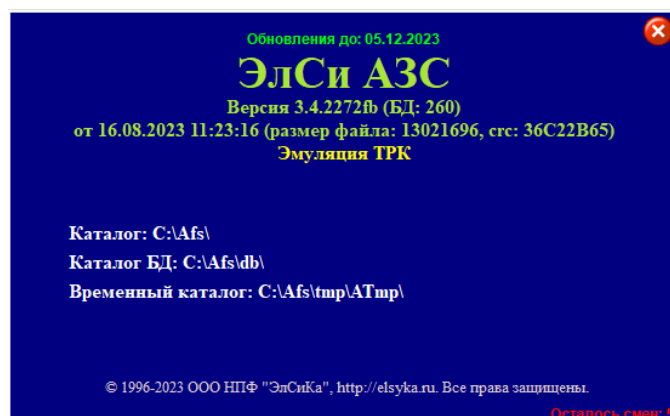 Обновления до: 05.12.2023
ЭлСи АЗС
Версия 3.4.2272fb (БД: 260)
от 16.08.2023 11:23:16 (размер файла: 13021696, crc: 36C22B65)
Эмуляция ТРК
Каталог: C:\Afs\
Каталог БД: C:\Afs\db\
Временный каталог: C:\Afs\tmp\ATmp\
© 1996-2023 ООО НПФ "ЭлСиКа", http://elsyka.ru. Все права защищены.
Осталось смен: